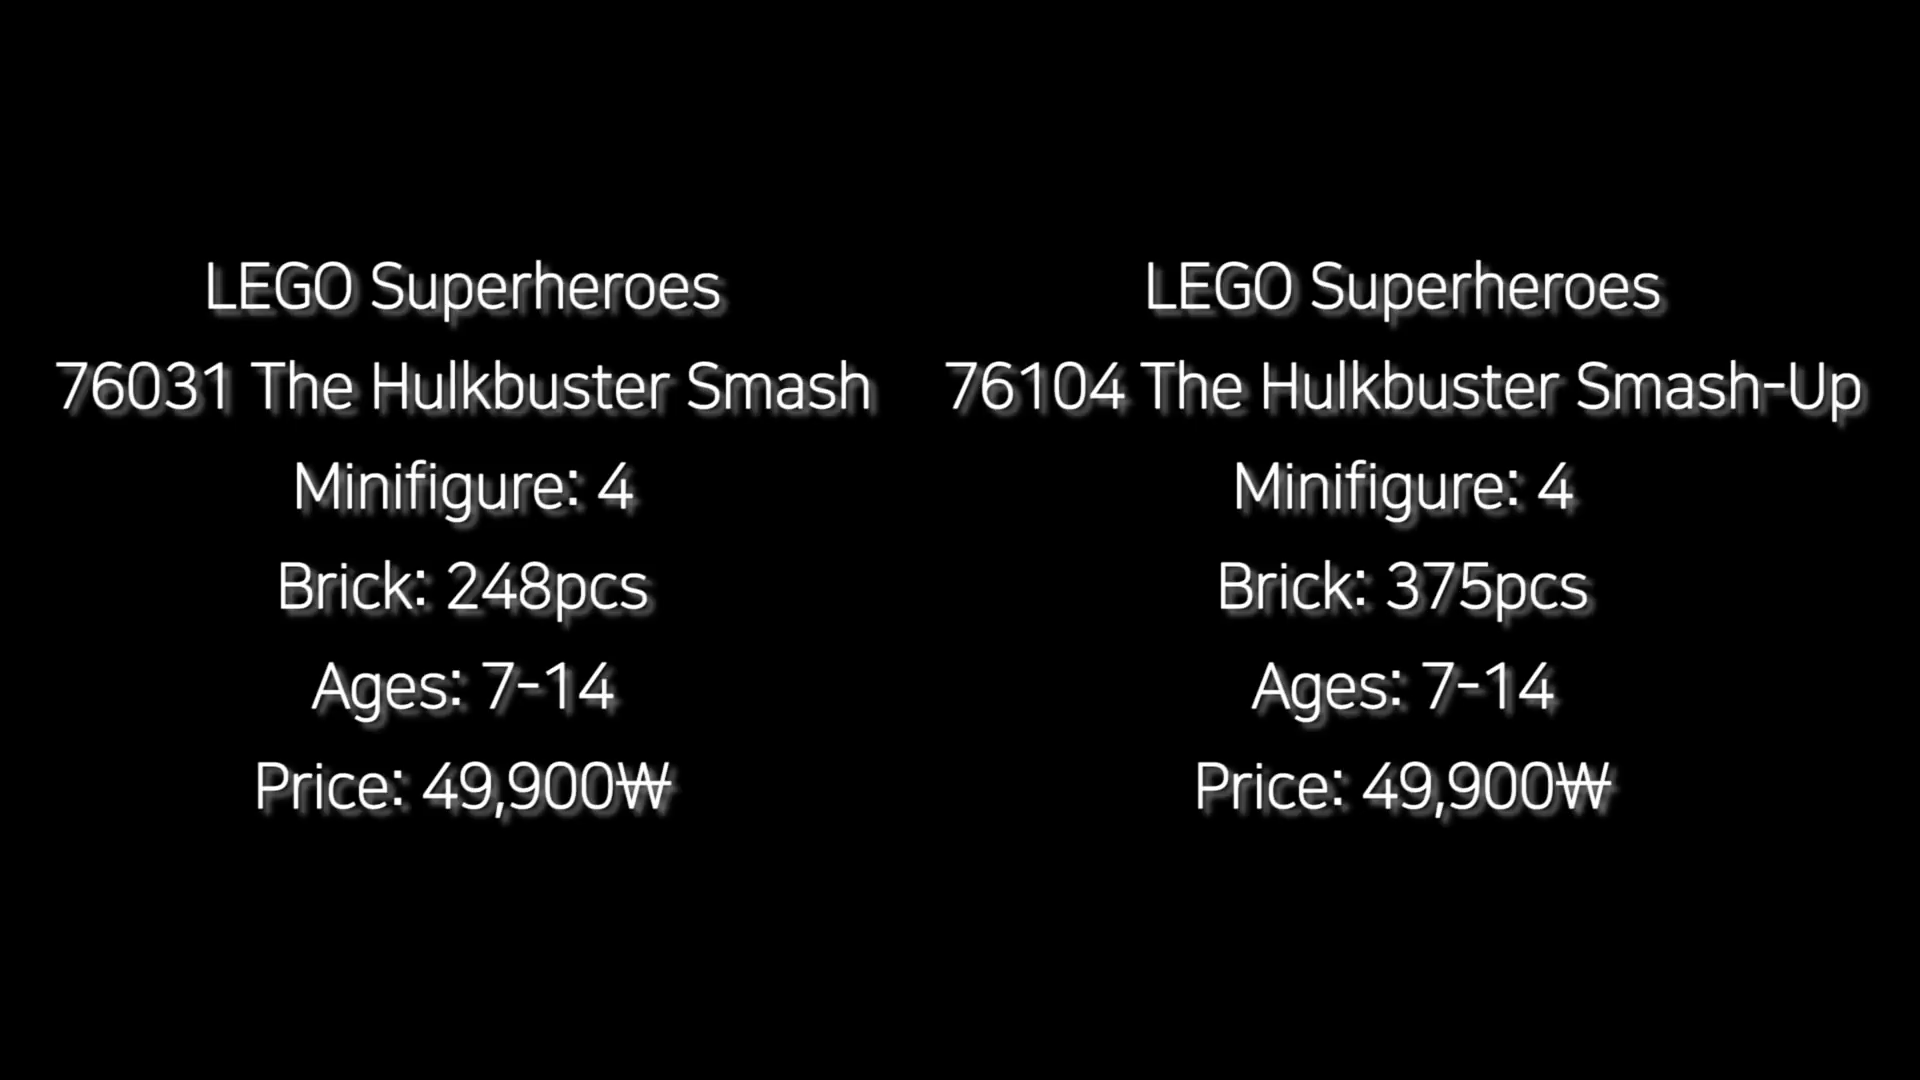 LEGO Superheroes
76031 The Hulkbuster Smash
Minifigure: 4
Brick: 248pcs
Ages: 7-14
Price: 49,900₩
LEGO Superheroes
76104 The Hulkbuster Smash-Up
Minifigure: 4
Brick: 375pcs
Ages: 7-14
Price: 49,900₩